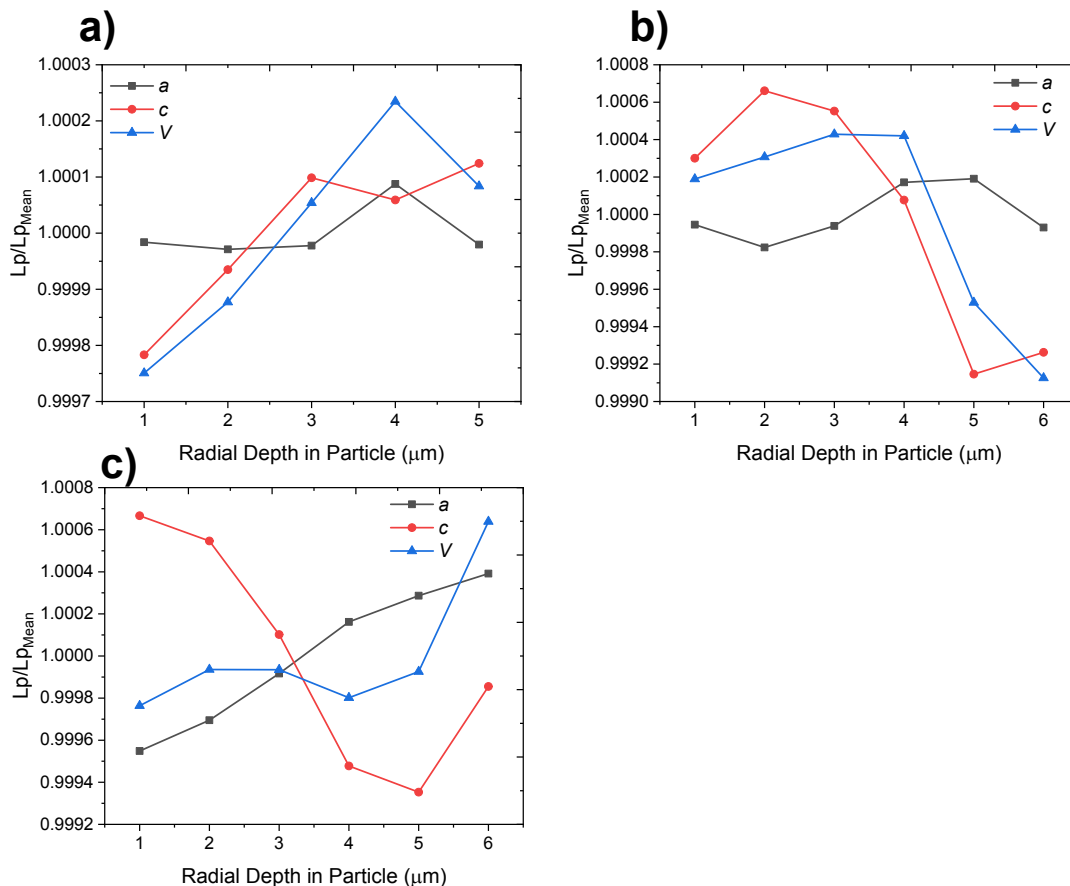 a)
1.0003
1.0002
1.0001
1.0000
0.9999
0.9998
0.9997
Lp/LpMean
a
c
V
1 2 3 4 5
Radial Depth in Particle (μm)
b)
1.0008
1.0006
1.0004
1.0002
1.0000
0.9998
0.9996
0.9994
0.9992
0.9990
Lp/LpMean
a
c
V
1 2 3 4 5 6
Radial Depth in Particle (μm)
c)
1.0008
1.0006
1.0004
1.0002
1.0000
0.9998
0.9996
0.9994
0.9992
Lp/LpMean
a
c
V
1 2 3 4 5 6
Radial Depth in Particle (μm)